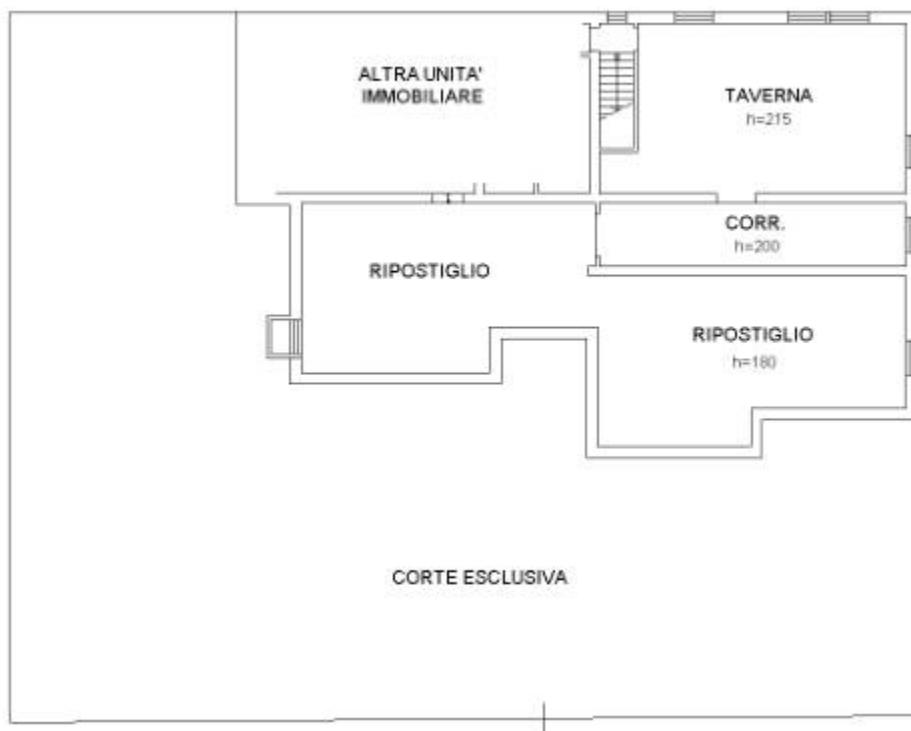 ALTRA UNITA'
IMMOBILIARE
TAVERNA
h=215
CORR.
h=200
RIPOSTIGLIO
RIPOSTIGLIO
h=180
CORTE ESCLUSIVA